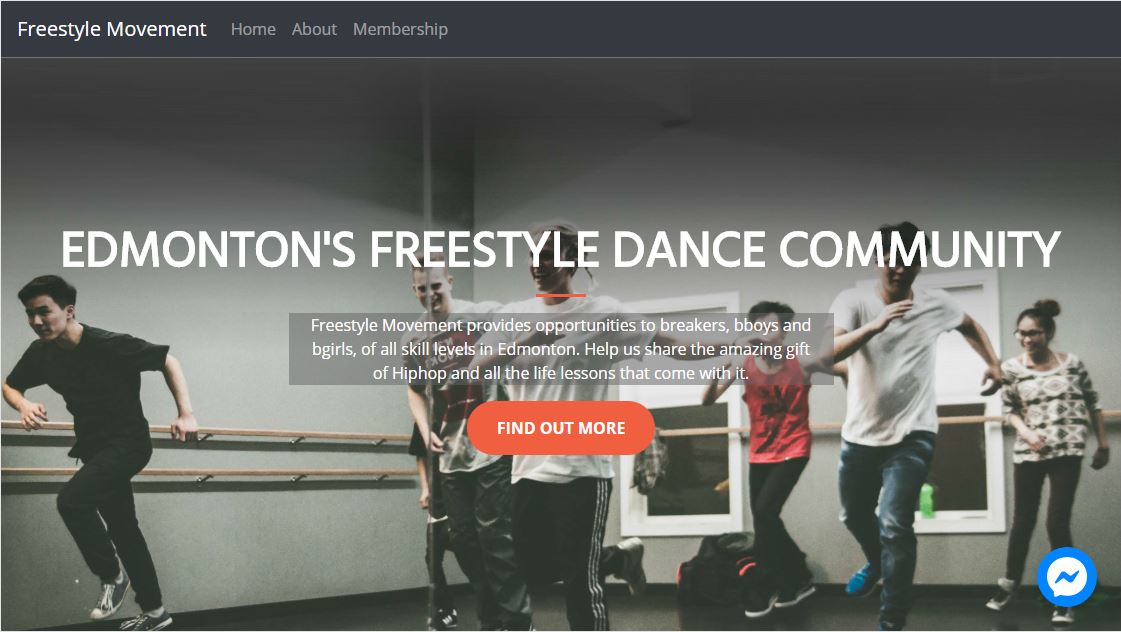 Freestyle Movement Home About Membership
EDMONTON'S FREESTYLE DANCE COMMUNITY
Freestyle Movement provides opportunities to breakers, bboys and
bgirls, of all skill levels in Edmonton. Help us share the amazing gift
of Hiphop and all the life lessons that come with it.
FIND OUT MORE